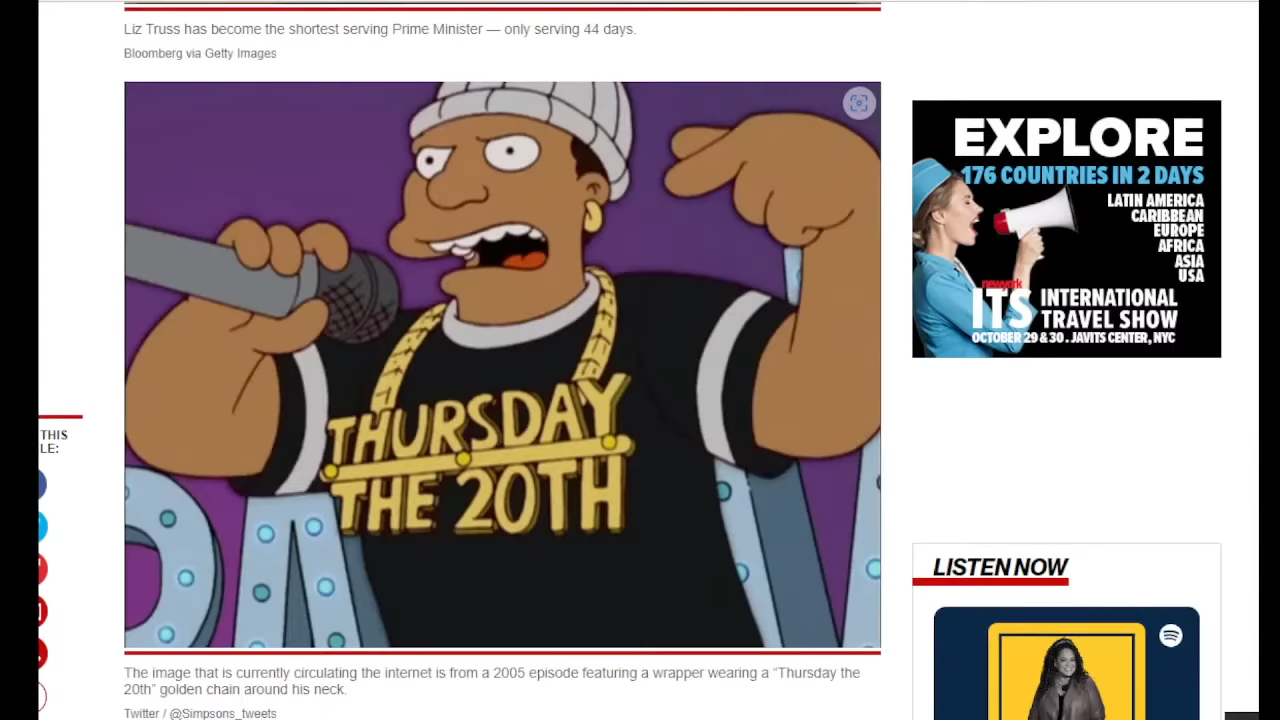 Liz Truss has become the shortest serving Prime Minister — only serving 44 days.
Bloomberg via Getty Images
THURSDAY
THE 20TH
The image that is currently circulating the internet is from a 2005 episode featuring a wrapper wearing a “Thursday the
20th” golden chain around his neck.
Twitter / @Simpsons_tweets
THIS
LE:
EXPLORE
176 COUNTRIES IN 2 DAYS
LATIN AMERICA
CARIBBEAN
EUROPE
AFRICA
ASIA
USA
newyork
ITS INTERNATIONAL
TRAVEL SHOW
OCTOBER 29 & 30 . JAVITS CENTER, NYC
LISTEN NOW